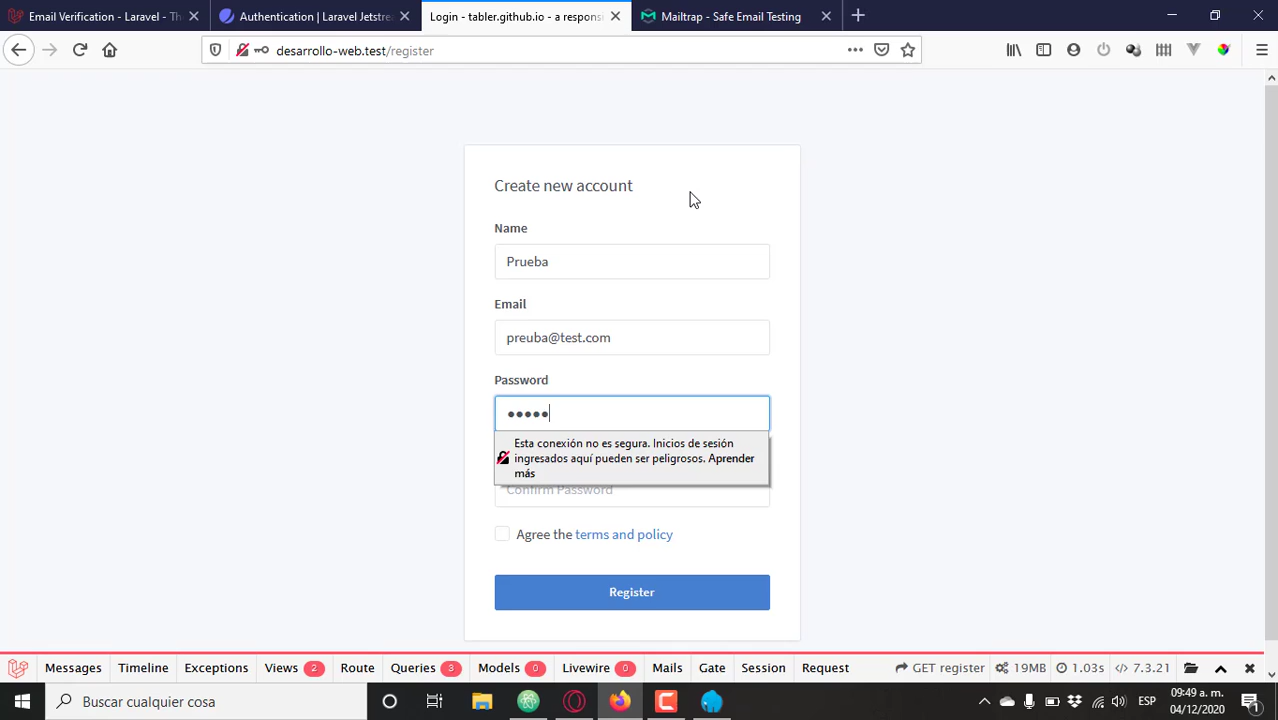 Email Verification - Laravel - Th
Authentication | Laravel Jetstrea
Login - tabler.github.io - a respons
Mailtrap - Safe Email Testing
desarrollo-web.test/register
Create new account
Name
Prueba
Email
preuba@test.com
Password
•••••
Esta conexión no es segura. Inicios de sesión
ingresados aquí pueden ser peligrosos. Aprender
más
Confirm Password
Agree the terms and policy
Register
Messages Timeline Exceptions Views 2 Route Queries 3 Models 0 Livewire 0 Mails Gate Session Request GET register 19MB 1.03s 7.3.21
Buscar cualquier cosa
ESP
09:49 a. m.
04/12/2020
1